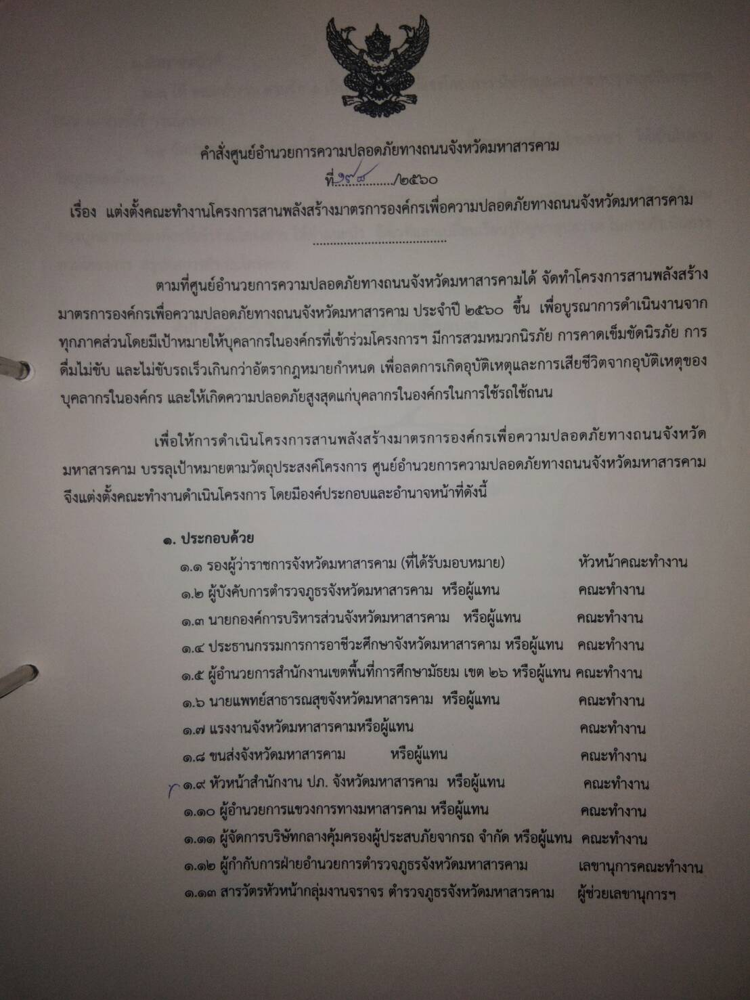 คำสั่งศูนย์อำนวยการความปลอดภัยทางถนนจังหวัดมหาสารคาม
ที่ ๑๙๘ /๒๕๖๐
เรื่อง แต่งตั้งคณะทำงานโครงการสานพลังสร้างมาตรการองค์กรเพื่อความปลอดภัยทางถนนจังหวัดมหาสารคาม
ตามที่ศูนย์อำนวยการความปลอดภัยทางถนนจังหวัดมหาสารคามได้ จัดทำโครงการสานพลังสร้าง
มาตรการองค์กรเพื่อความปลอดภัยทางถนนจังหวัดมหาสารคาม ประจำปี ๒๕๖๐ ขึ้น เพื่อบูรณาการดำเนินงานจาก
ทุกภาคส่วนโดยมีเป้าหมายให้บุคลากรในองค์กรที่เข้าร่วมโครงการฯ มีการสวมหมวกนิรภัย การคาดเข็มขัดนิรภัย การ
ดื่มไม่ขับ และไม่ขับรถเร็วเกินกว่าอัตรากฎหมายกำหนด เพื่อลดการเกิดอุบัติเหตุและการเสียชีวิตจากอุบัติเหตุของ
บุคลากรในองค์กร และให้เกิดความปลอดภัยสูงสุดแก่บุคลากรในองค์กรในการใช้รถใช้ถนน
เพื่อให้การดำเนินโครงการสานพลังสร้างมาตรการองค์กรเพื่อความปลอดภัยทางถนนจังหวัด
มหาสารคาม บรรลุเป้าหมายตามวัตถุประสงค์โครงการ ศูนย์อำนวยการความปลอดภัยทางถนนจังหวัดมหาสารคาม
จึงแต่งตั้งคณะทำงานดำเนินโครงการ โดยมีองค์ประกอบและอำนาจหน้าที่ดังนี้
๑. ประกอบด้วย
๑.๑ รองผู้ว่าราชการจังหวัดมหาสารคาม (ที่ได้รับมอบหมาย) หัวหน้าคณะทำงาน
๑.๒ ผู้บังคับการตำรวจภูธรจังหวัดมหาสารคาม หรือผู้แทน คณะทำงาน
๑.๓ นายกองค์การบริหารส่วนจังหวัดมหาสารคาม หรือผู้แทน คณะทำงาน
๑.๔ ประธานกรรมการการอาชีวะศึกษาจังหวัดมหาสารคาม หรือผู้แทน คณะทำงาน
๑.๕ ผู้อำนวยการสำนักงานเขตพื้นที่การศึกษามัธยม เขต ๒๖ หรือผู้แทน คณะทำงาน
๑.๖ นายแพทย์สาธารณสุขจังหวัดมหาสารคาม หรือผู้แทน คณะทำงาน
๑.๗ แรงงานจังหวัดมหาสารคามหรือผู้แทน คณะทำงาน
๑.๘ ขนส่งจังหวัดมหาสารคาม หรือผู้แทน คณะทำงาน
๑.๙ หัวหน้าสำนักงาน ปภ. จังหวัดมหาสารคาม หรือผู้แทน คณะทำงาน
๑.๑๐ ผู้อำนวยการแขวงการทางมหาสารคาม หรือผู้แทน คณะทำงาน
๑.๑๑ ผู้จัดการบริษัทกลางคุ้มครองผู้ประสบภัยจากรถ จำกัด หรือผู้แทน คณะทำงาน
๑.๑๒ ผู้กำกับการฝ่ายอำนวยการตำรวจภูธรจังหวัดมหาสารคาม เลขานุการคณะทำงาน
๑.๑๓ สารวัตรหัวหน้ากลุ่มงานจราจร ตำรวจภูธรจังหวัดมหาสารคาม ผู้ช่วยเลขานุการฯ